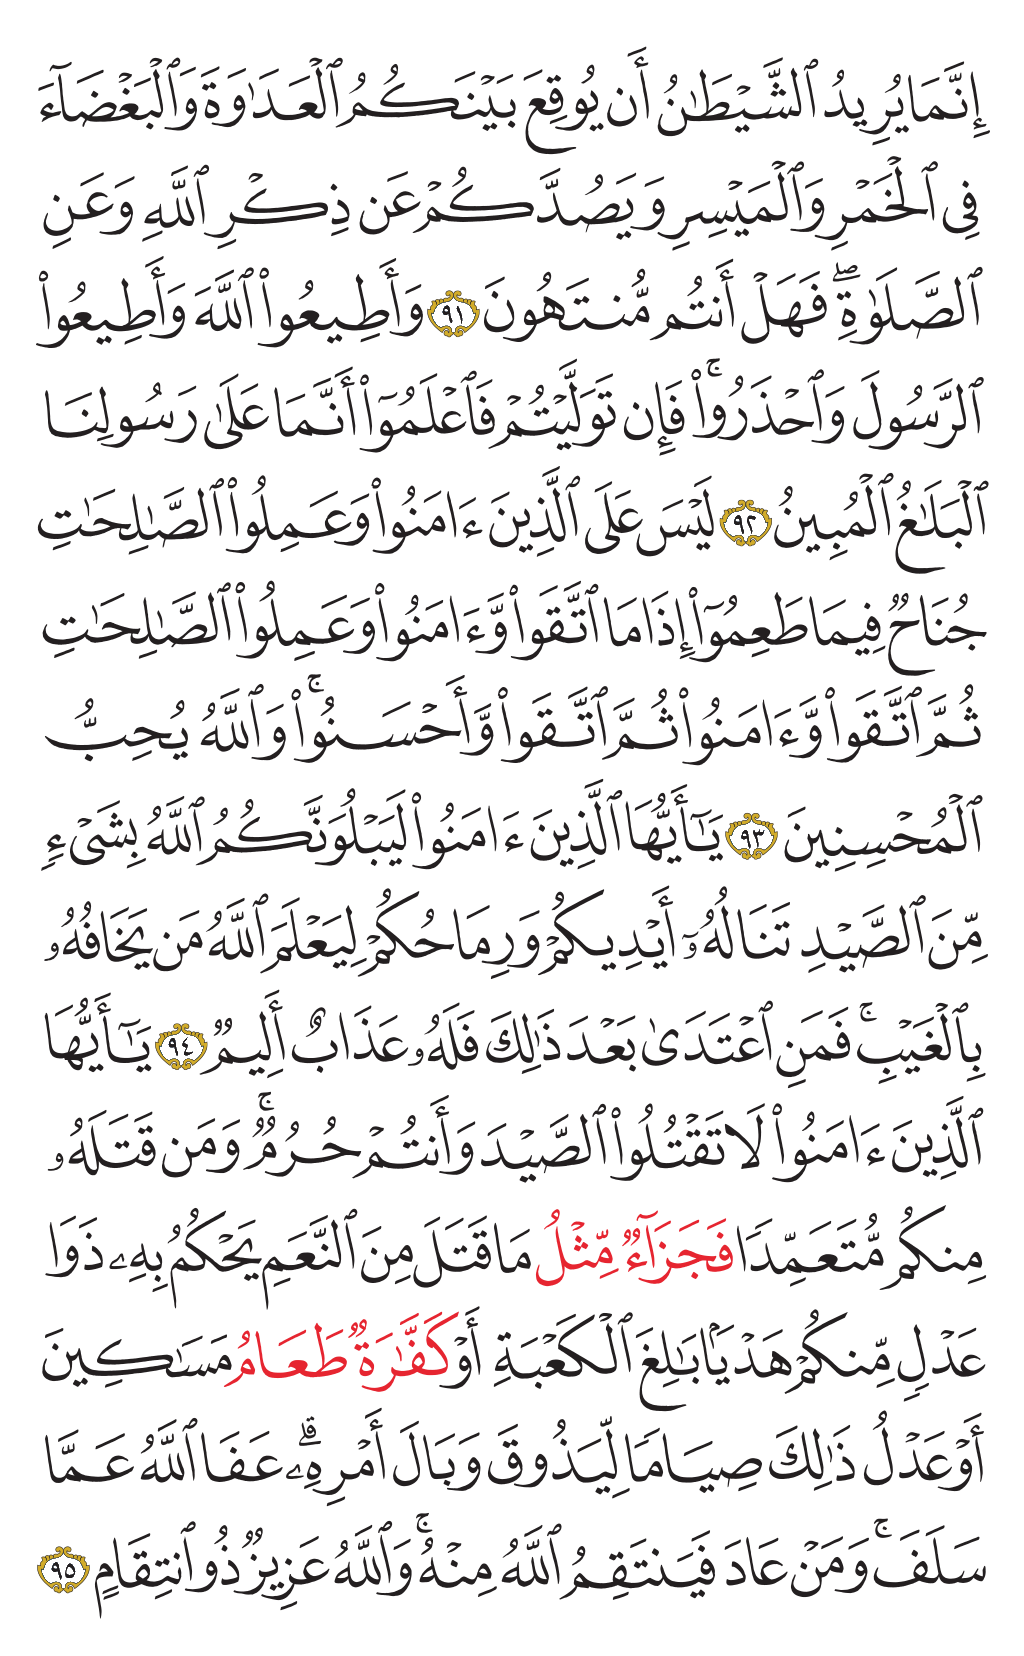 إِنَّمَا يُرِيدُ ٱلشَّيْطَٰنُ أَن يُوقِعَ بَيْنَكُمُ ٱلْعَدَٰوَةَ وَٱلْبَغْضَآءَ
فِى ٱلْخَمْرِ وَٱلْمَيْسِرِ وَيَصُدَّكُمْ عَن ذِكْرِ ٱللَّهِ وَعَنِ
ٱلصَّلَوٰةِ ۖ فَهَلْ أَنتُم مُّنتَهُونَ ٩١ وَأَطِيعُوا۟ ٱللَّهَ وَأَطِيعُوا۟
ٱلرَّسُولَ وَٱحْذَرُوا۟ ۚ فَإِن تَوَلَّيْتُمْ فَٱعْلَمُوٓا۟ أَنَّمَا عَلَىٰ رَسُولِنَا
ٱلْبَلَٰغُ ٱلْمُبِينُ ٩٢ لَيْسَ عَلَى ٱلَّذِينَ ءَامَنُوا۟ وَعَمِلُوا۟ ٱلصَّٰلِحَٰتِ
جُنَاحٌ فِيمَا طَعِمُوٓا۟ إِذَا مَا ٱتَّقَوا۟ وَّءَامَنُوا۟ وَعَمِلُوا۟ ٱلصَّٰلِحَٰتِ
ثُمَّ ٱتَّقَوا۟ وَّءَامَنُوا۟ ثُمَّ ٱتَّقَوا۟ وَّأَحْسَنُوا۟ ۚ وَٱللَّهُ يُحِبُّ
ٱلْمُحْسِنِينَ ٩٣ يَٰٓأَيُّهَا ٱلَّذِينَ ءَامَنُوا۟ لَيَبْلُوَنَّكُمُ ٱللَّهُ بِشَىْءٍ
مِّنَ ٱلصَّيْدِ تَنَالُهُۥٓ أَيْدِيكُمْ وَرِمَاحُكُمْ لِيَعْلَمَ ٱللَّهُ مَن يَخَافُهُۥ
بِٱلْغَيْبِ ۚ فَمَنِ ٱعْتَدَىٰ بَعْدَ ذَٰلِكَ فَلَهُۥ عَذَابٌ أَلِيمٌ ٩٤ يَٰٓأَيُّهَا
ٱلَّذِينَ ءَامَنُوا۟ لَا تَقْتُلُوا۟ ٱلصَّيْدَ وَأَنتُمْ حُرُمٌ ۚ وَمَن قَتَلَهُۥ
مِنكُم مُّتَعَمِّدًا فَجَزَآءٌ مِّثْلُ مَا قَتَلَ مِنَ ٱلنَّعَمِ يَحْكُمُ بِهِۦ ذَوَا
عَدْلٍ مِّنكُمْ هَدْيًۢا بَٰلِغَ ٱلْكَعْبَةِ أَوْ كَفَّٰرَةٌ طَعَامُ مَسَٰكِينَ
أَوْ عَدْلُ ذَٰلِكَ صِيَامًا لِّيَذُوقَ وَبَالَ أَمْرِهِۦ ۗ عَفَا ٱللَّهُ عَمَّا
سَلَفَ ۚ وَمَنْ عَادَ فَيَنتَقِمُ ٱللَّهُ مِنْهُ ۚ وَٱللَّهُ عَزِيزٌ ذُو ٱنتِقَامٍ ٩٥